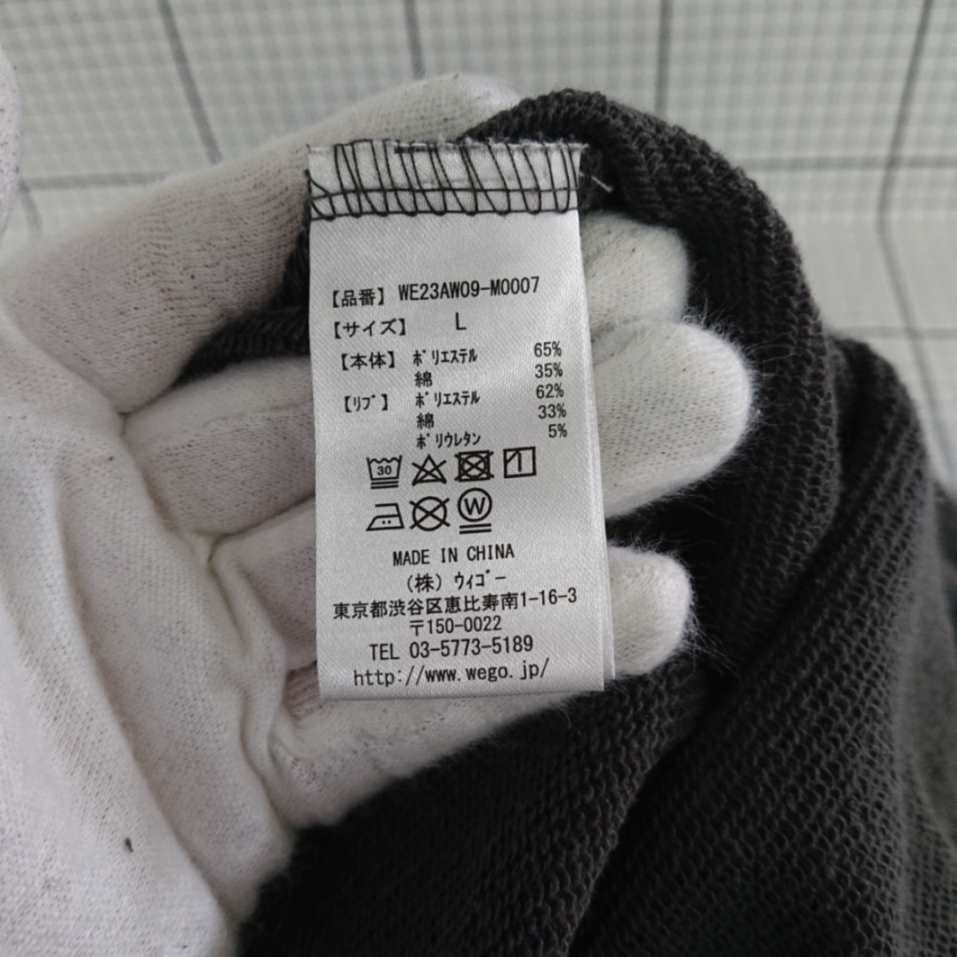 【品番】 WE23AW09-M0007
【サイズ】 L
【本体】 ﾎﾟﾘｴｽﾃﾙ 65%
綿 35%
【ﾘﾌﾞ】 ﾎﾟﾘｴｽﾃﾙ 62%
綿 33%
ﾎﾟﾘｳﾚﾀﾝ 5%
30
W
MADE IN CHINA
(株) ｳｨｺﾞｰ
東京都渋谷区恵比寿南1-16-3
〒150-0022
TEL 03-5773-5189
http://www.wego.jp/